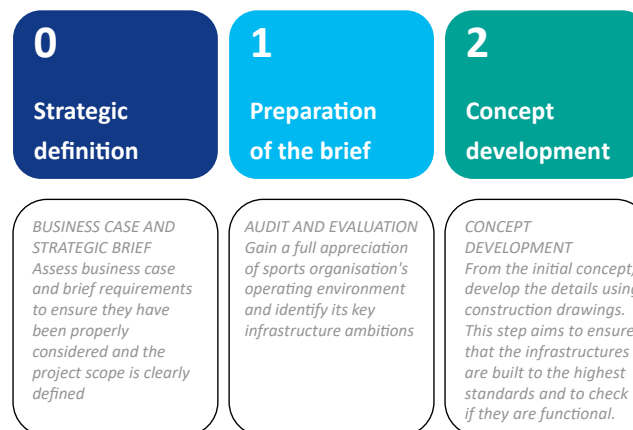 0
Strategic
definition
1
Preparation
of the brief
2
Concept
development
BUSINESS CASE AND
STRATEGIC BRIEF
Assess business case
and brief requirements
to ensure they have
been properly
considered and the
project scope is clearly
defined
AUDIT AND EVALUATION
Gain a full appreciation
of sports organisation's
operating environment
and identify its key
infrastructure ambitions
CONCEPT
DEVELOPMENT
From the initial concept,
develop the details using
construction drawings.
This step aims to ensure
that the infrastructures
are built to the highest
standards and to check
if they are functional.